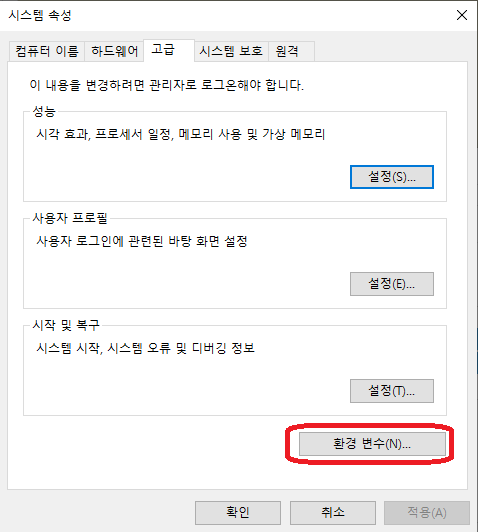 시스템 속성
컴퓨터 이름 하드웨어 고급 시스템 보호 원격
이 내용을 변경하려면 관리자로 로그온해야 합니다.
성능
시각 효과, 프로세서 일정, 메모리 사용 및 가상 메모리
설정(S)...
사용자 프로필
사용자 로그인에 관련된 바탕 화면 설정
설정(E)...
시작 및 복구
시스템 시작, 시스템 오류 및 디버깅 정보
설정(T)...
환경 변수(N)...
확인 취소 적용(A)